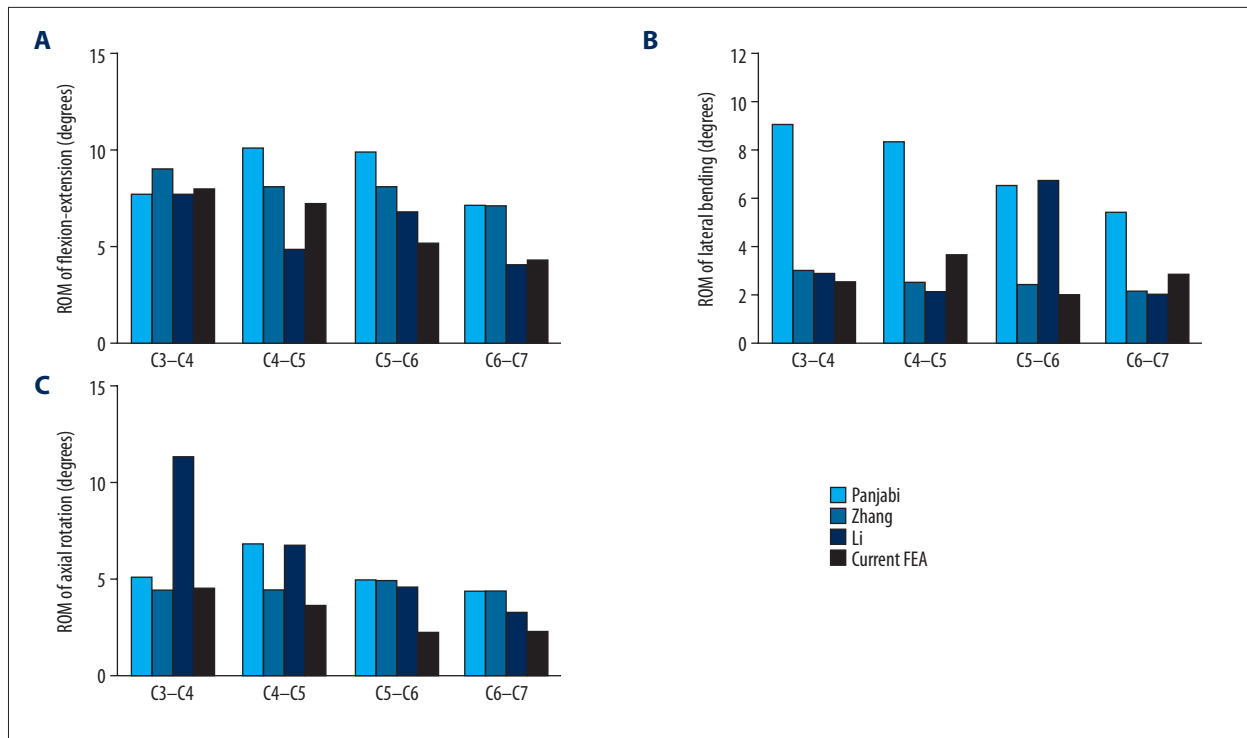 A
ROM of flexion-extension (degrees)
15
10
5
0
C3–C4
C4–C5
C5–C6
C6–C7
B
ROM of lateral bending (degrees)
12
10
8
6
4
2
0
C3–C4
C4–C5
C5–C6
C6–C7
C
ROM of axial rotation (degrees)
15
10
5
0
C3–C4
C4–C5
C5–C6
C6–C7
Panjabi
Zhang
Li
Current FEA